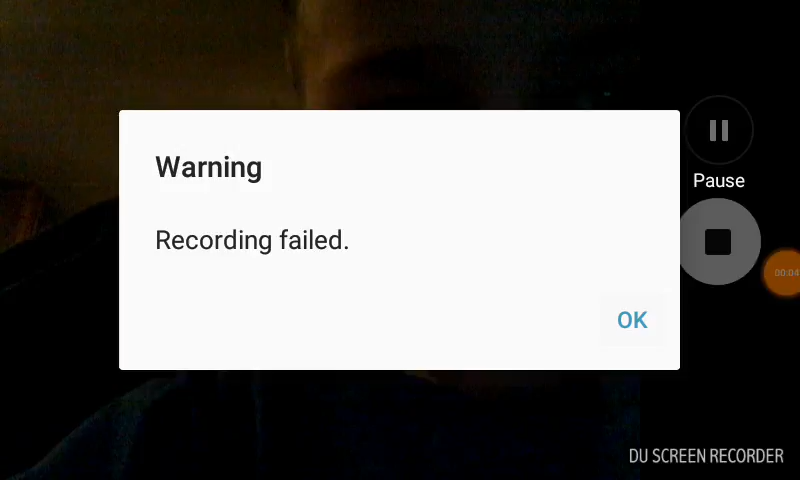 Warning
Recording failed.
OK
Pause
00:04
DU SCREEN RECORDER